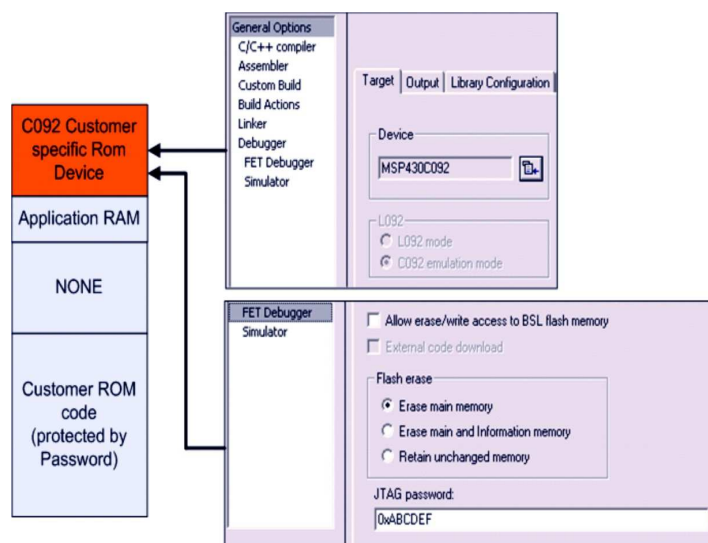 C092 Customer
specific Rom
Device
Application RAM
NONE
Customer ROM
code
(protected by
Password)
General Options
C/C++ compiler
Assembler
Custom Build
Build Actions
Linker
Debugger
FET Debugger
Simulator
Target
Output
Library Configuration
Device
MSP430C092
L092
L092 mode
C092 emulation mode
FET Debugger
Simulator
Allow erase/write access to BSL flash memory
External code download
Flash erase
Erase main memory
Erase main and Information memory
Retain unchanged memory
JTAG password:
0xABCDEF